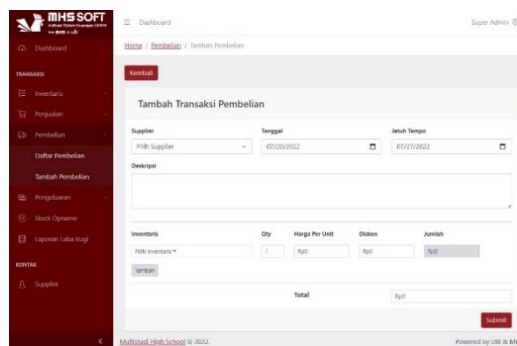 MHS SOFT
Dashboard
Super Admin
Dashboard
Home / Pembelian / Tambah Pembelian
TRANSAKSI
Kembali
Inventaris
Penjualan
Tambah Transaksi Pembelian
Pembelian
Supplier Tanggal Jatuh Tempo
Pilih Supplier 07/20/2022 07/27/2022
Daftar Pembelian
Deskripsi
Tambah Pembelian
Pengeluaran
Stock Opname
Laporan Laba Rugi
Inventaris Qty Harga Per Unit Diskon Jumlah
Pilih Inventaris 1 Rp0 Rp0 Rp0
KONTAK
Tambah
Supplier
Total Rp0
Submit
Multistudi High School © 2022.
Powered by UIB &